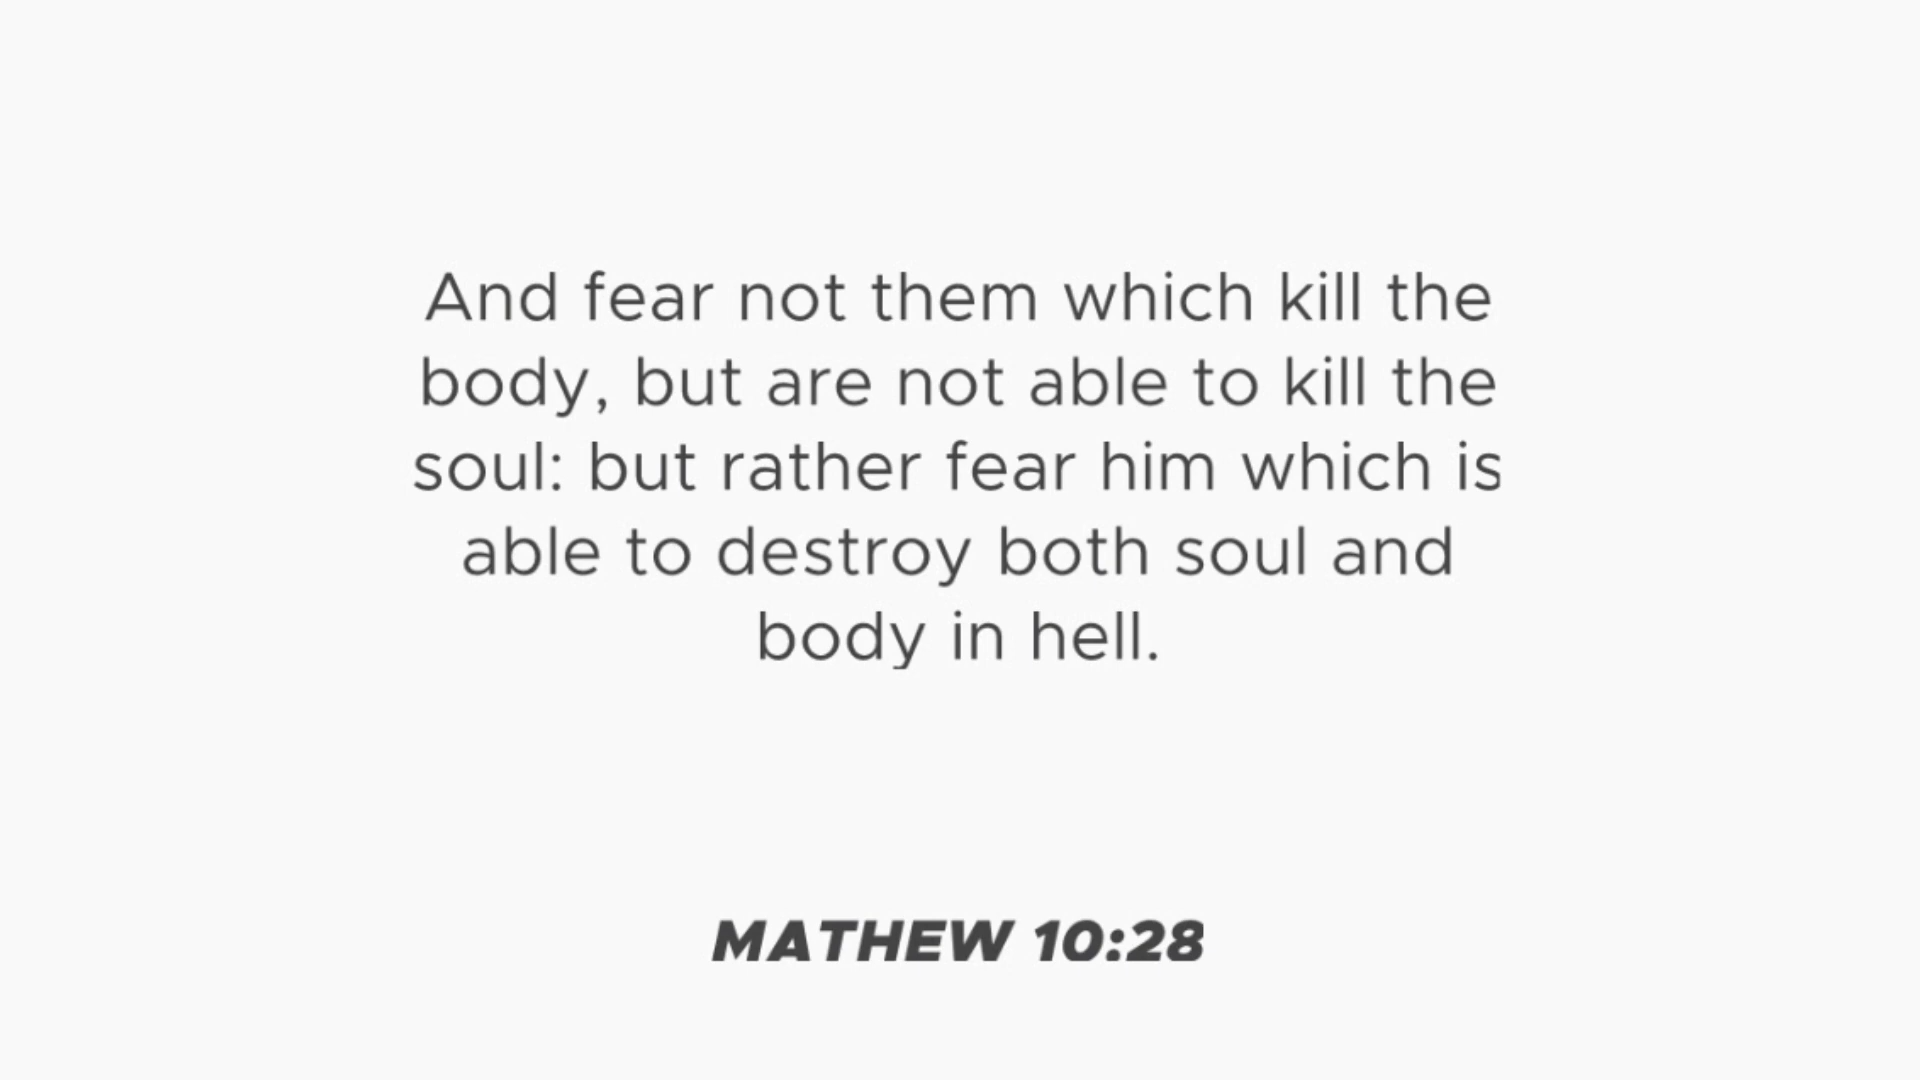 And fear not them which kill the
body, but are not able to kill the
soul: but rather fear him which is
able to destroy both soul and
body in hell.
MATHEW 10:28